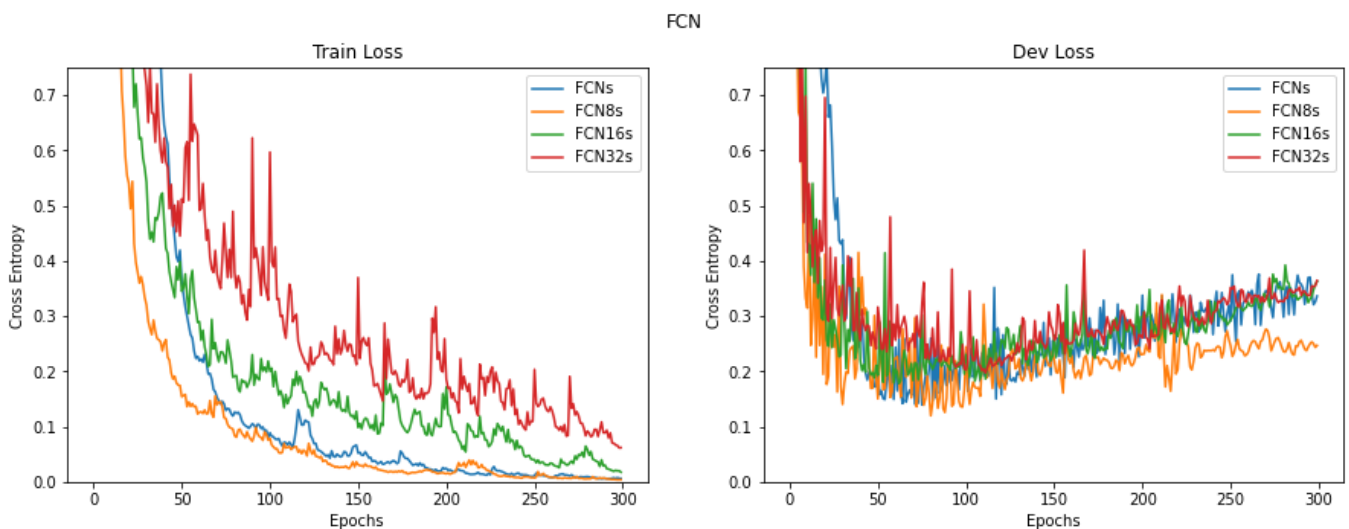 FCN
Train Loss
Cross Entropy
0.7
0.6
0.5
0.4
0.3
0.2
0.1
0.0
FCNs
FCN8s
FCN16s
FCN32s
0
50
100
150
200
250
300
Epochs
Dev Loss
Cross Entropy
0.7
0.6
0.5
0.4
0.3
0.2
0.1
0.0
FCNs
FCN8s
FCN16s
FCN32s
0
50
100
150
200
250
300
Epochs